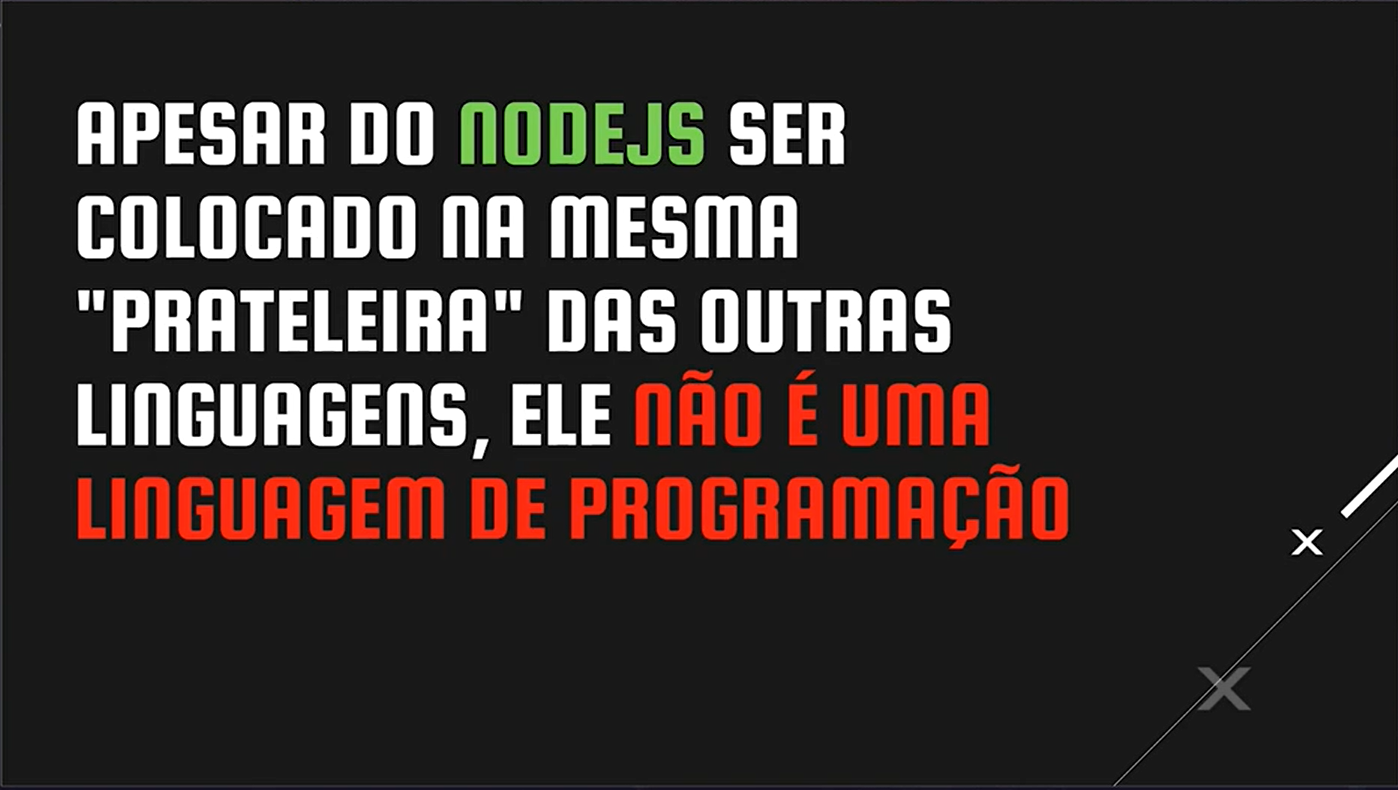 APESAR DO NODEJS SER
COLOCADO NA MESMA
"PRATELEIRA" DAS OUTRAS
LINGUAGENS, ELE NÃO É UMA
LINGUAGEM DE PROGRAMAÇÃO